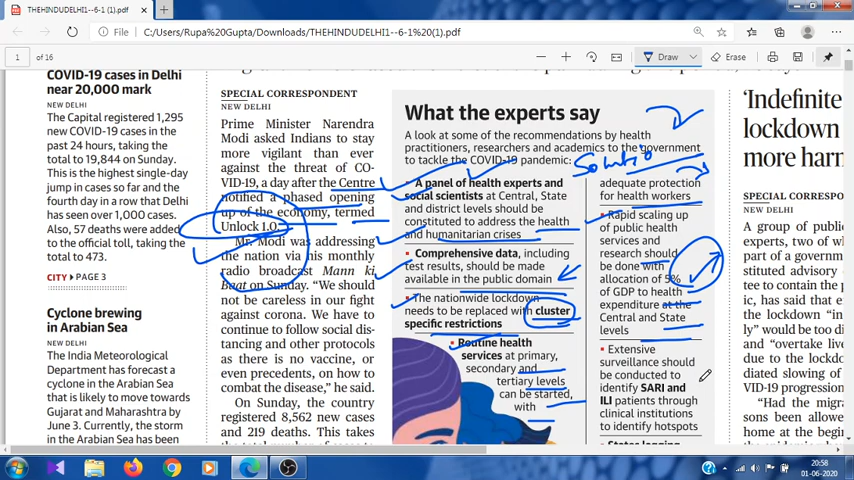 THEHINDUDELHI1--6-1 (1).pdf
File | C:/Users/Rupa%20Gupta/Downloads/THEHINDUDELHI1--6-1%20(1).pdf
1 of 16
Draw
Erase
COVID-19 cases in Delhi
near 20,000 mark
NEW DELHI
The Capital registered 1,295
new COVID-19 cases in the
past 24 hours, taking the
total to 19,844 on Sunday.
This is the highest single-
day jump in cases so far and the
fourth day in a row that Delhi
has seen over 1,000 cases.
Also, 57 deaths were added
to the official toll, taking the
total to 473.
CITY PAGE 3
Cyclone brewing
in Arabian Sea
NEW DELHI
The India Meteorological
Department has forecast a
cyclone in the Arabian Sea
that is likely to move towards
Gujarat and Maharashtra by
June 3. Currently, the storm
in the Arabian Sea has been
SPECIAL CORRESPONDENT
NEW DELHI
Prime Minister Narendra
Modi asked Indians to stay
more vigilant than ever
against the threat of CO-
VID-19, a day after the Centre
notified a phased opening
up of the economy, termed
Unlock 1.0.
Mr. Modi was addressing
the nation via his monthly
radio broadcast Mann ki
Baat on Sunday. “We should
not be careless in our fight
against corona. We have to
continue to follow social dis-
tancing and other protocols
as there is no vaccine, or
even precedents, on how to
combat the disease,” he said.
On Sunday, the country
registered 8,562 new cases
and 219 deaths. This takes
What the experts say
A look at some of the recommendations by health
practitioners, researchers and academics to the government
to tackle the COVID-19 pandemic:
Solution
A panel of health experts and
social scientists at Central, State
and district levels should be
constituted to address the health
and humanitarian crises
Comprehensive data, including
test results, should be made
available in the public domain
The nationwide lockdown
needs to be replaced with cluster
specific restrictions
Routine health
services at primary,
secondary and
tertiary levels
can be started,
with
adequate protection
for health workers
Rapid scaling up
of public health
services and
research should
be done with
allocation of 5%
of GDP to health
expenditure at the
Central and State
levels
Extensive
surveillance should
be conducted to
identify SARI and
ILI patients through
clinical institutions
to identify hotspots
'Indefinite
lockdown
more harm
SPECIAL CORRESPONDENT
NEW DELHI
A group of public
experts, two of
part of a governm
stituted advisory
tee to contain the
ic, has said that e
the lockdown “in
ly” would be too di
and “overtake live
due to the lockdo
diated slowing of
VID-19 progression
“Had the migra
sons been allowe
home at the begin
20:58
01-06-2020